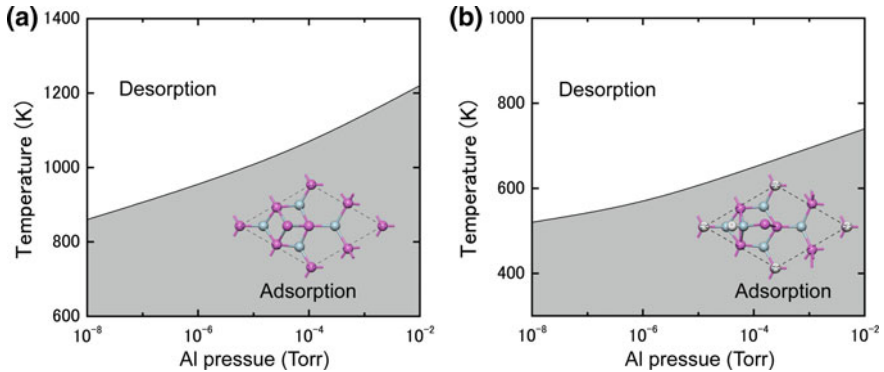 (a)
1400
1200
1000
800
600
Temperature (K)
Desorption
Adsorption
10⁻⁸
10⁻⁶
10⁻⁴
10⁻²
Al pressue (Torr)
(b)
1000
800
600
400
Temperature (K)
Desorption
Adsorption
10⁻⁸
10⁻⁶
10⁻⁴
10⁻²
Al pressue (Torr)